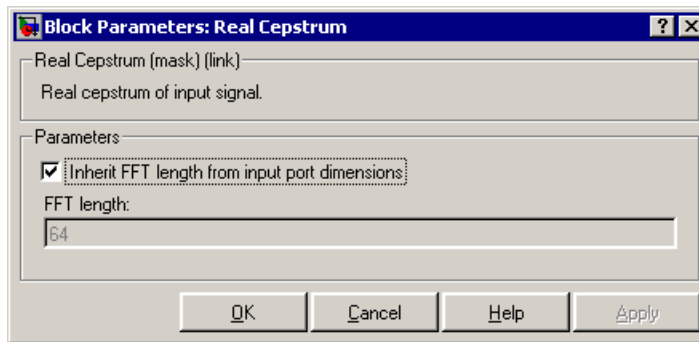 Block Parameters: Real Cepstrum
Real Cepstrum (mask) (link)
Real cepstrum of input signal.
Parameters
Inherit FFT length from input port dimensions
FFT length:
64
OK Cancel Help Apply